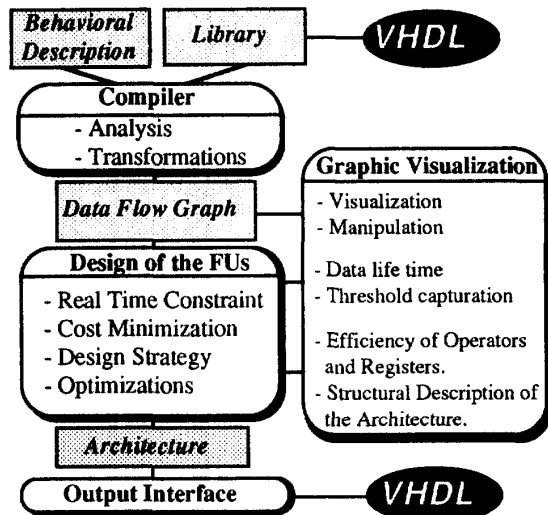 Behavioral
Description
Library
VHDL
Compiler
- Analysis
- Transformations
Data Flow Graph
Design of the FUs
- Real Time Constraint
- Cost Minimization
- Design Strategy
- Optimizations
Architecture
Output Interface
VHDL
Graphic Visualization
- Visualization
- Manipulation
- Data life time
- Threshold capturation
- Efficiency of Operators
and Registers.
- Structural Description of
the Architecture.